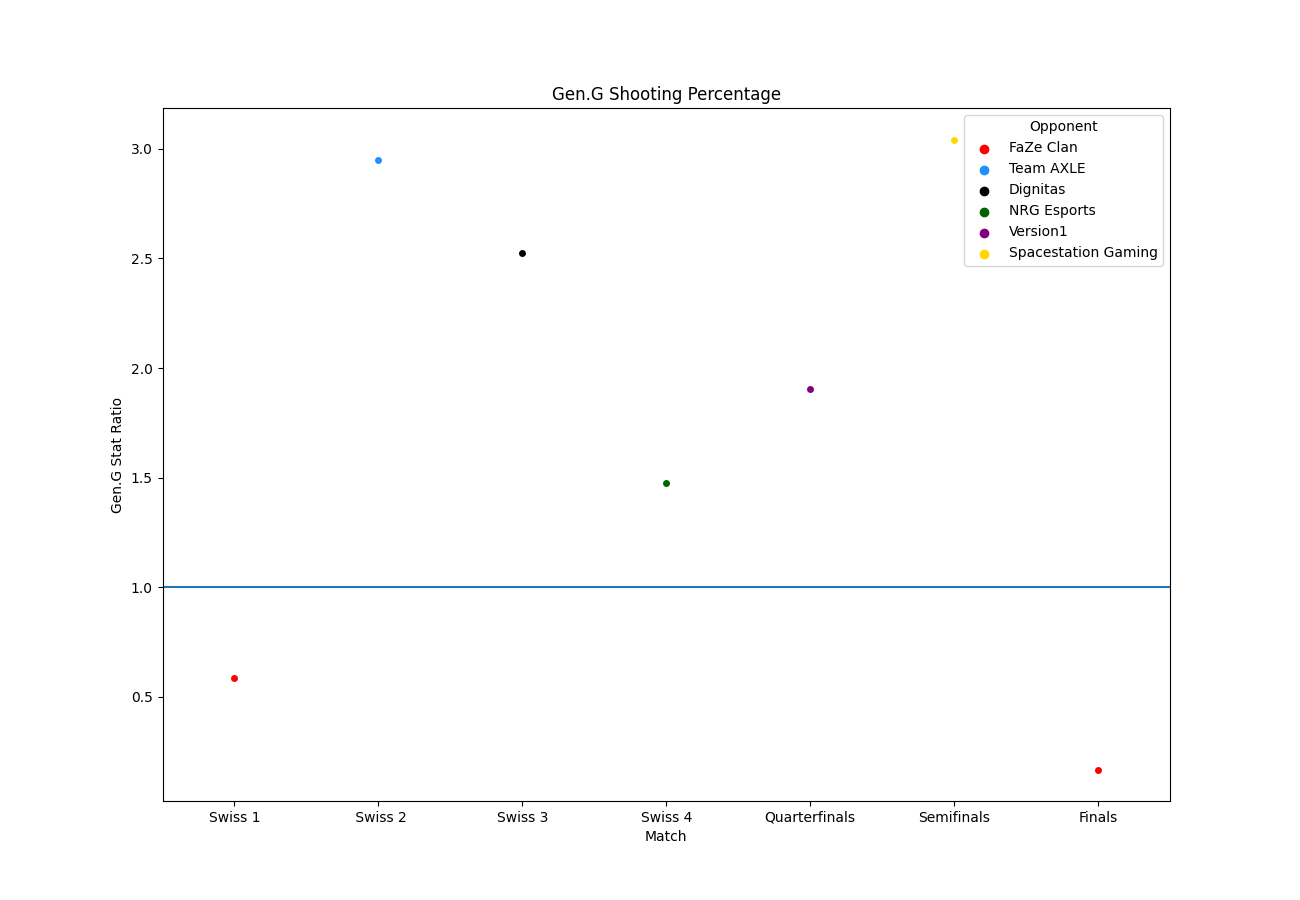 Gen.G Shooting Percentage
Opponent
FaZe Clan
Team AXLE
Dignitas
NRG Esports
Version1
Spacestation Gaming
3.0
2.5
2.0
1.5
1.0
0.5
Gen.G Stat Ratio
Swiss 1
Swiss 2
Swiss 3
Swiss 4
Quarterfinals
Semifinals
Finals
Match